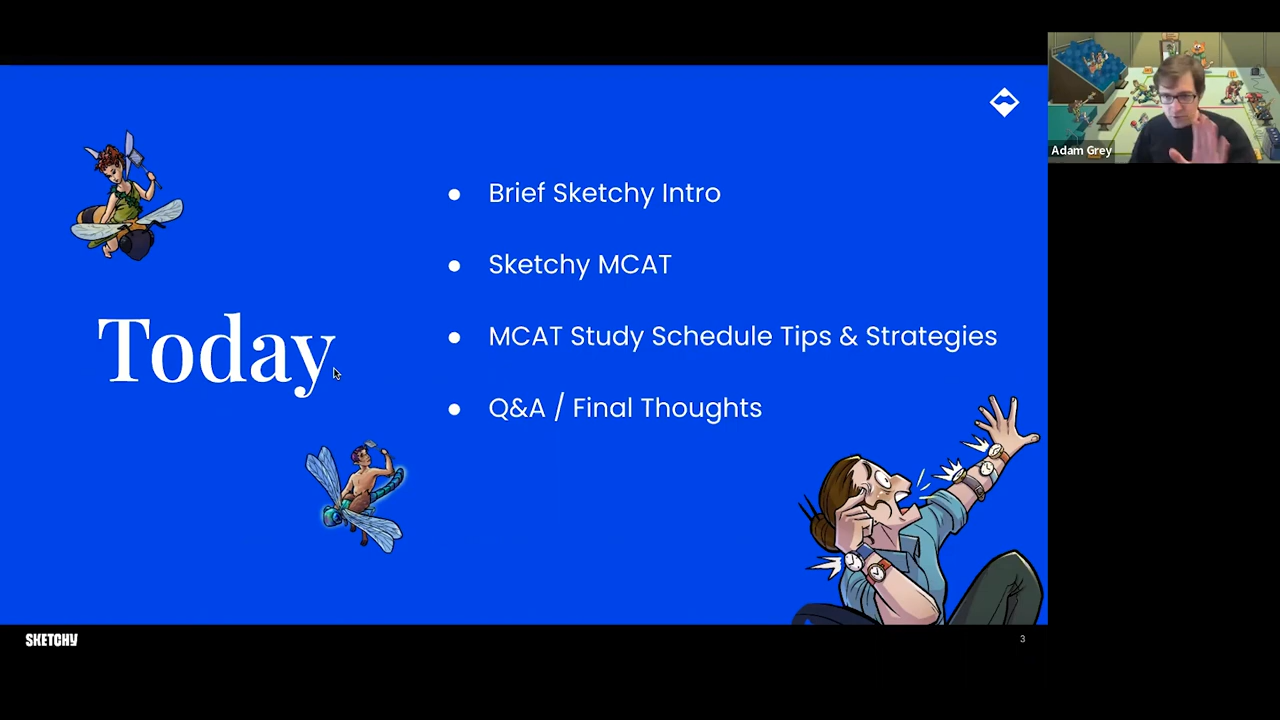 Today
● Brief Sketchy Intro
● Sketchy MCAT
● MCAT Study Schedule Tips & Strategies
● Q&A / Final Thoughts
Adam Grey
SKETCHY
3